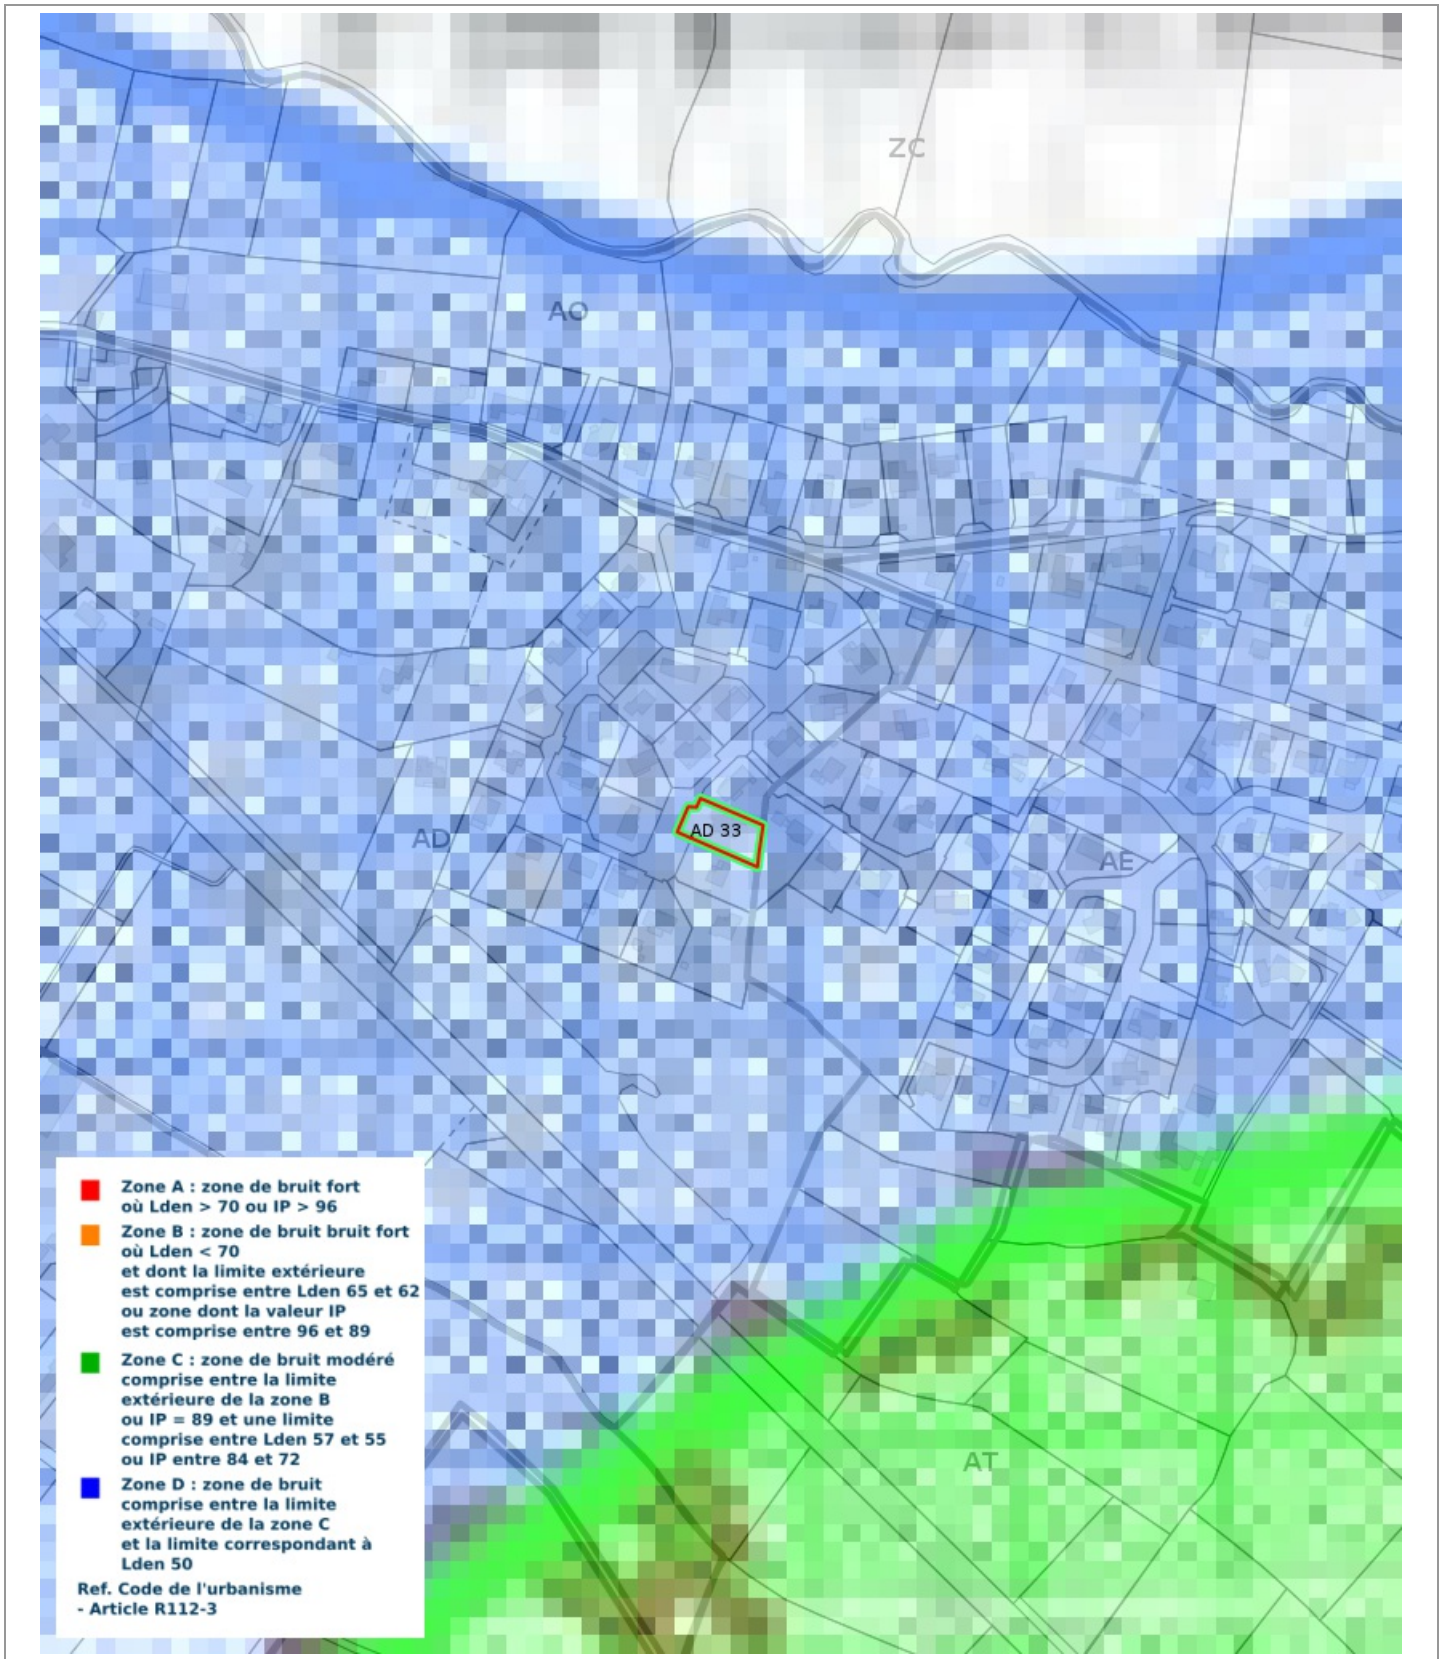 ZC
AO
AD 33
AD
AE
Zone A : zone de bruit fort
où Lden > 70 ou IP > 96
Zone B : zone de bruit bruit fort
où Lden < 70
et dont la limite extérieure
est comprise entre Lden 65 et 62
ou zone dont la valeur IP
est comprise entre 96 et 89
Zone C : zone de bruit modéré
comprise entre la limite
extérieure de la zone B
ou IP = 89 et une limite
comprise entre Lden 57 et 55
ou IP entre 84 et 72
AT
Zone D : zone de bruit
comprise entre la limite
extérieure de la zone C
et la limite correspondant à
Lden 50
Ref. Code de l'urbanisme
- Article R112-3